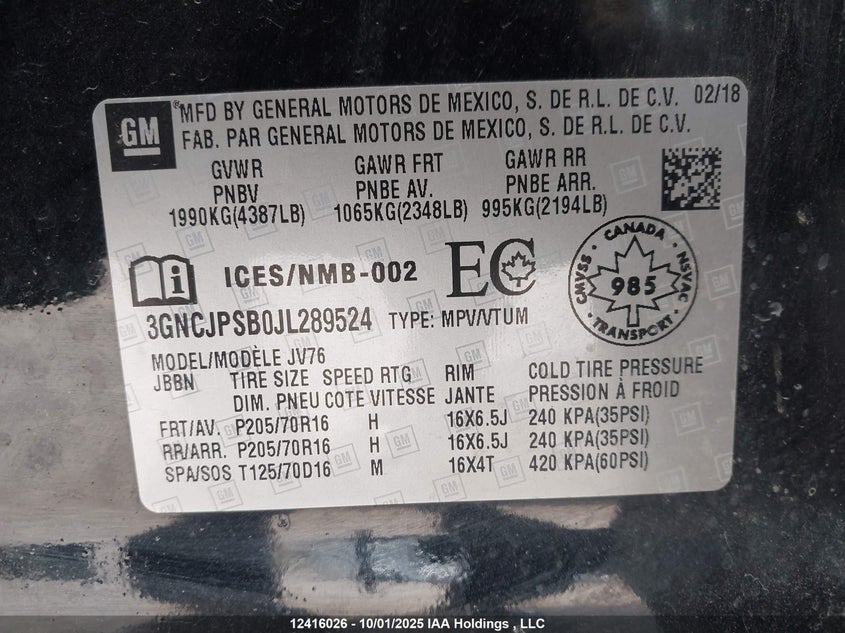 GM ® MFD BY GENERAL MOTORS DE MEXICO, S. DE R.L. DE C.V. 02/18
FAB. PAR GENERAL MOTORS DE MEXICO, S. DE R.L. DE C.V.
GVWR GAWR FRT GAWR RR
PNBV PNBE AV. PNBE ARR.
1990KG(4387LB) 1065KG(2348LB) 995KG(2194LB)
ICES/NMB-002 EC
CANADA
CMVSS 985 NSVAC
TRANSPORT
3GNCJPSB0JL289524 TYPE: MPV/VTUM
MODEL/MODÈLE JV76
JBBN TIRE SIZE SPEED RTG RIM COLD TIRE PRESSURE
DIM. PNEU COTE VITESSE JANTE PRESSION À FROID
FRT/AV. P205/70R16 H 16X6.5J 240 KPA(35PSI)
RR/ARR. P205/70R16 H 16X6.5J 240 KPA(35PSI)
SPA/SOS T125/70D16 M 16X4T 420 KPA(60PSI)
12416026 - 10/01/2025 IAA Holdings , LLC